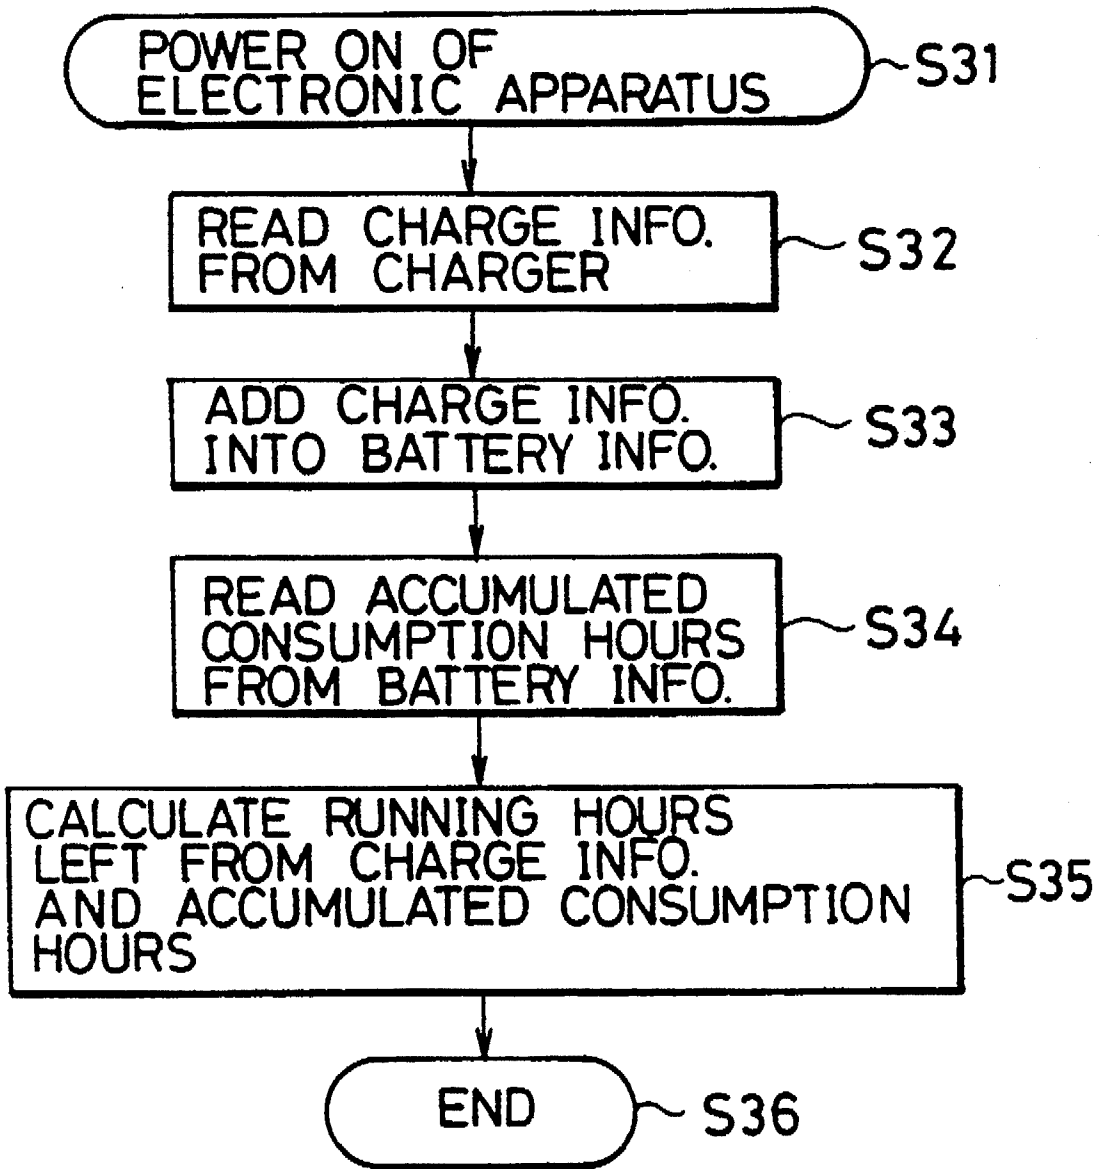 POWER ON OF
ELECTRONIC APPARATUS
S31
READ CHARGE INFO.
FROM CHARGER
S32
ADD CHARGE INFO.
INTO BATTERY INFO.
S33
READ ACCUMULATED
CONSUMPTION HOURS
FROM BATTERY INFO.
S34
CALCULATE RUNNING HOURS
LEFT FROM CHARGE INFO.
AND ACCUMULATED CONSUMPTION
HOURS
S35
END
S36